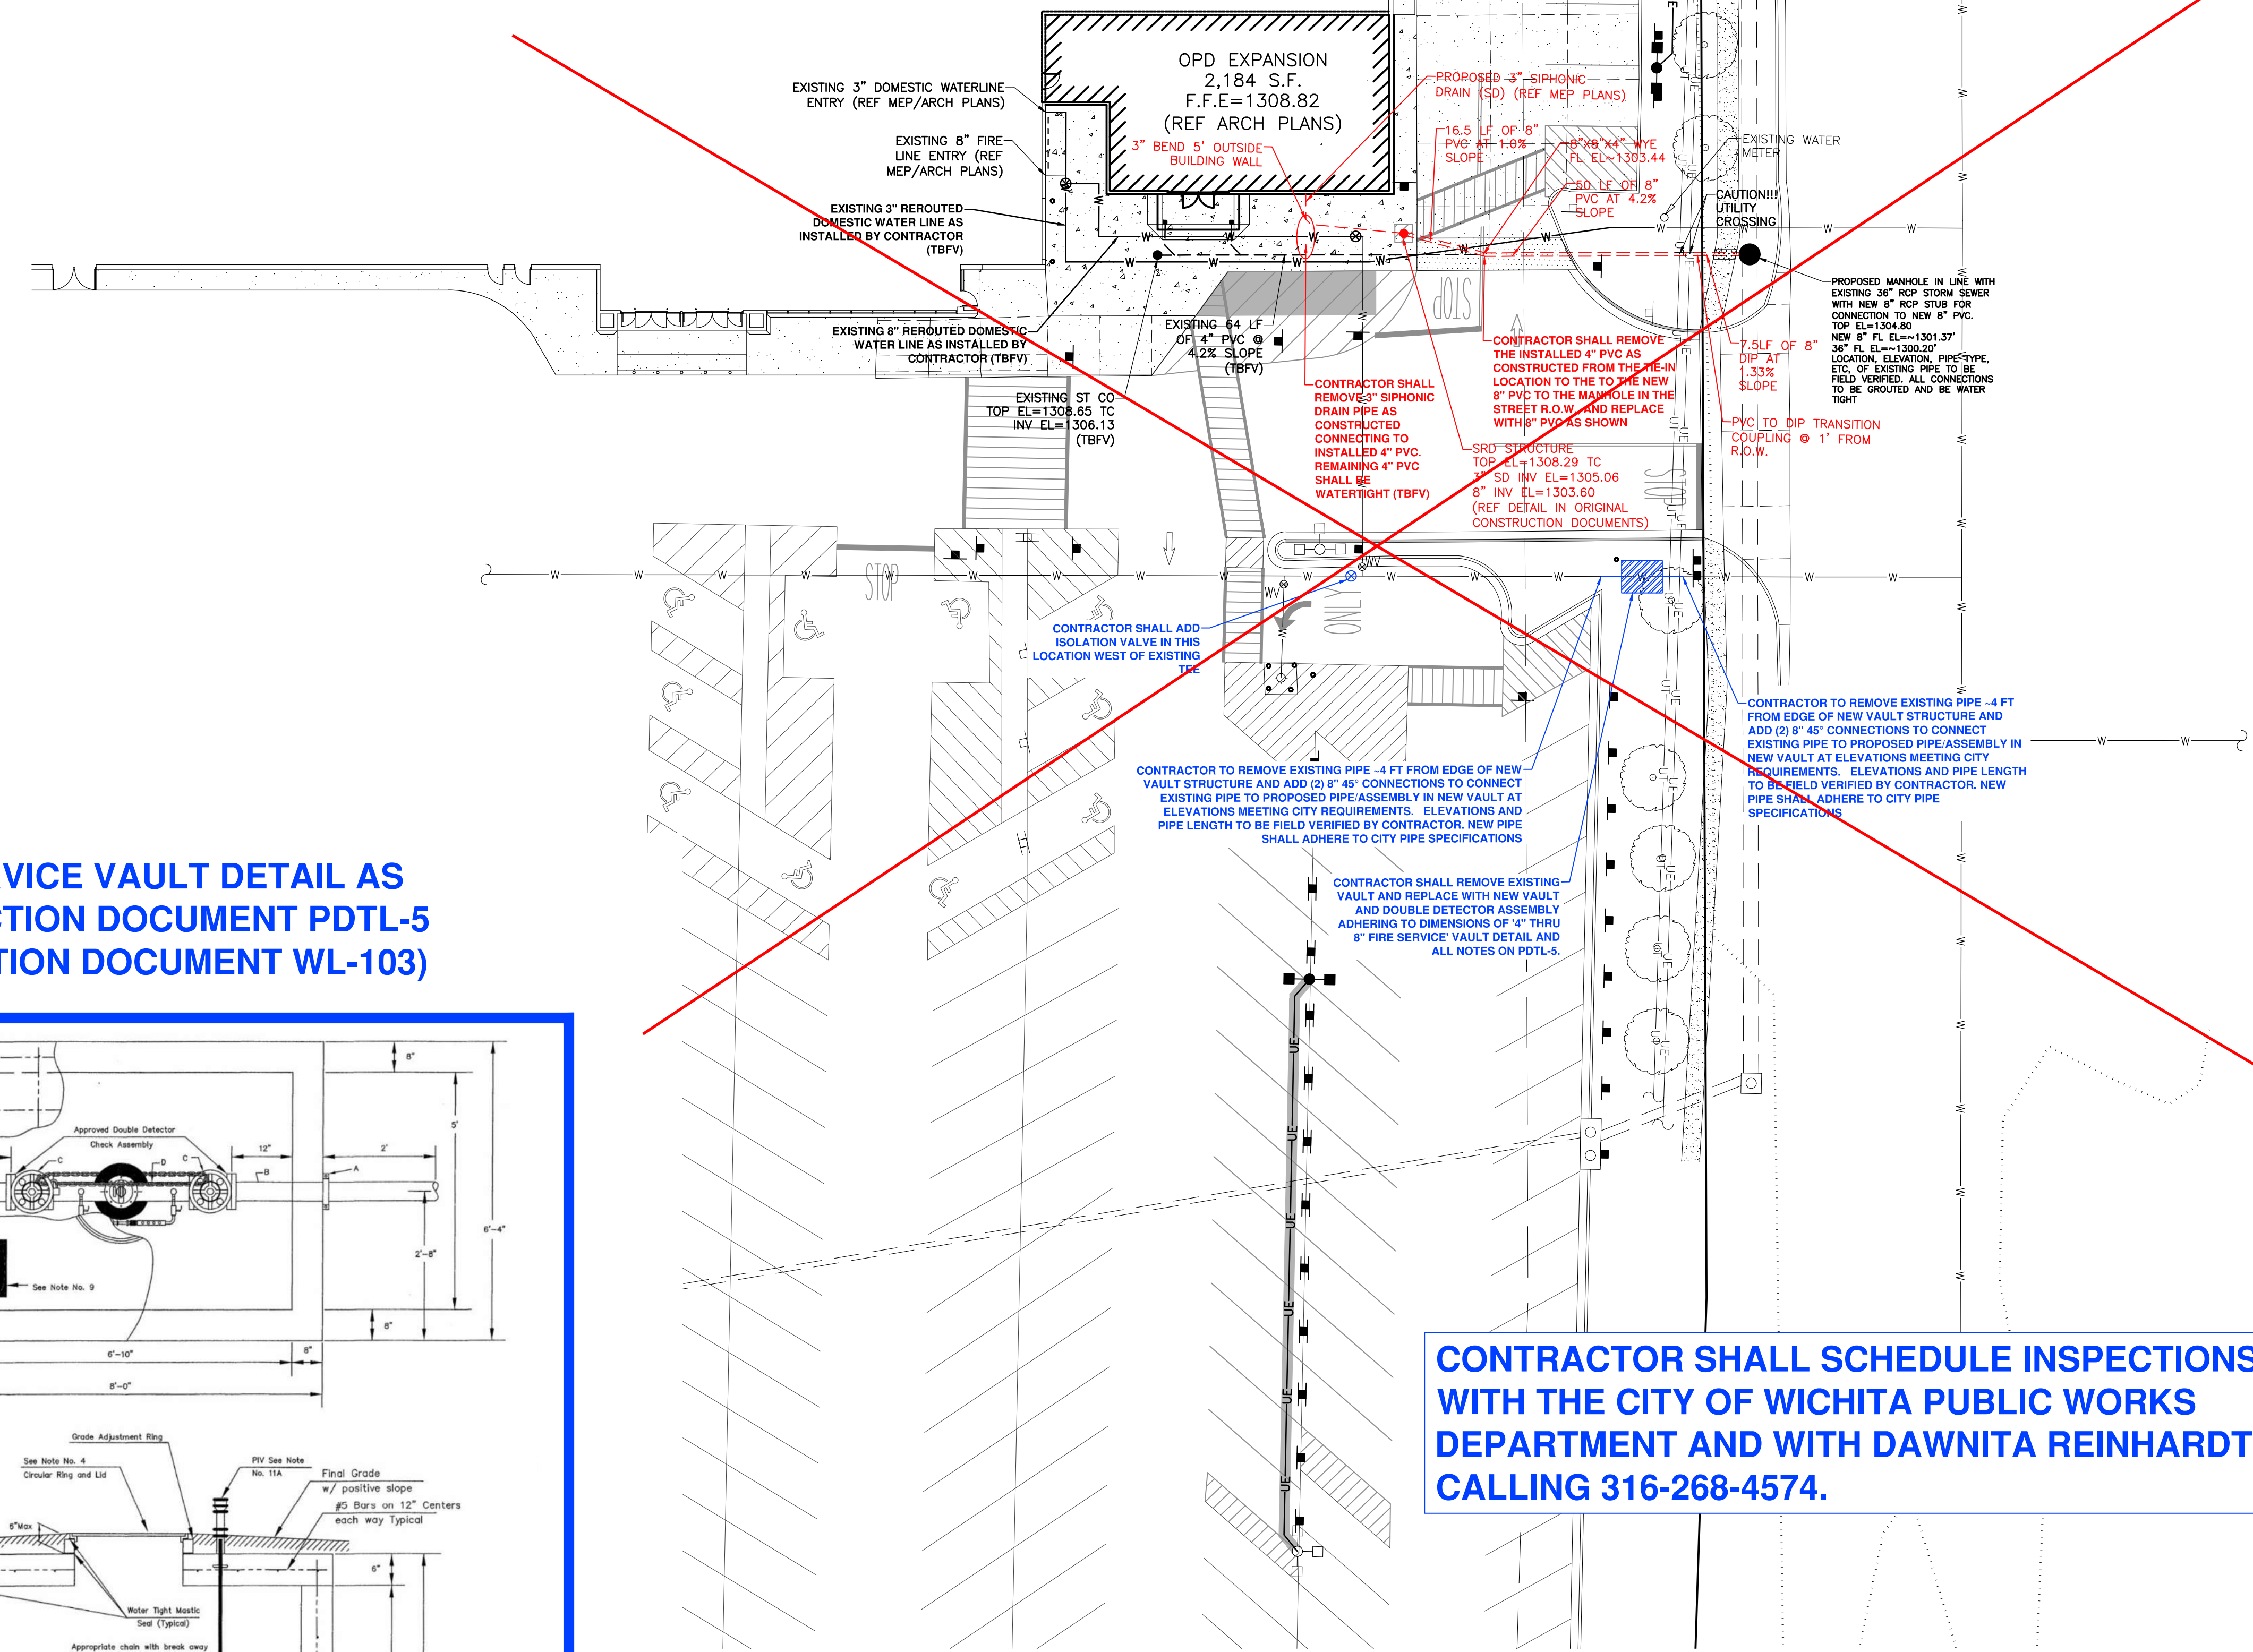 OPD EXPANSION
2,184 S.F.
F.F.E=1308.82
(REF ARCH PLANS)
EXISTING 3" DOMESTIC WATERLINE
ENTRY (REF MEP/ARCH PLANS)
EXISTING 8" FIRE
LINE ENTRY (REF
MEP/ARCH PLANS)
EXISTING 3" REROUTED
DOMESTIC WATER LINE AS
INSTALLED BY CONTRACTOR
(TBFV)
3" BEND 5' OUTSIDE
BUILDING WALL
PROPOSED 3" SIPHONIC
DRAIN (SD) (REF MEP PLANS)
16.5 LF OF 8"
PVC AT 1.0%
SLOPE
8"X8"X4" WYE
FL EL~1303.44
50 LF OF 8"
PVC AT 4.2%
SLOPE
EXISTING WATER
METER
CAUTION!!!
UTILITY
CROSSING
PROPOSED MANHOLE IN LINE WITH
EXISTING 36" RCP STORM SEWER
WITH NEW 8" RCP STUB FOR
CONNECTION TO NEW 8" PVC.
TOP EL=1304.80
NEW 8" FL EL=~1301.37'
36" FL EL=~1300.20'
LOCATION, ELEVATION, PIPE TYPE,
ETC, OF EXISTING PIPE TO BE
FIELD VERIFIED. ALL CONNECTIONS
TO BE GROUTED AND BE WATER
TIGHT
7.5LF OF 8"
DIP AT
1.33%
SLOPE
PVC TO DIP TRANSITION
COUPLING @ 1' FROM
R.O.W.
EXISTING 8" REROUTED DOMESTIC
WATER LINE AS INSTALLED BY
CONTRACTOR (TBFV)
EXISTING 64 LF
OF 4" PVC @
4.2% SLOPE
(TBFV)
EXISTING ST CO
TOP EL=1308.65 TC
INV EL=1306.13
(TBFV)
CONTRACTOR SHALL
REMOVE 3" SIPHONIC
DRAIN PIPE AS
CONSTRUCTED
CONNECTING TO
INSTALLED 4" PVC.
REMAINING 4" PVC
SHALL BE
WATERTIGHT (TBFV)
CONTRACTOR SHALL REMOVE
THE INSTALLED 4" PVC AS
CONSTRUCTED FROM THE TIE-IN
LOCATION TO THE TO THE NEW
8" PVC TO THE MANHOLE IN THE
STREET R.O.W. AND REPLACE
WITH 8" PVC AS SHOWN
SRD STRUCTURE
TOP EL=1308.29 TC
3" SD INV EL=1305.06
8" INV EL=1303.60
(REF DETAIL IN ORIGINAL
CONSTRUCTION DOCUMENTS)
STOP
STOP
STOP
ONLY
WV
WV
CONTRACTOR SHALL ADD
ISOLATION VALVE IN THIS
LOCATION WEST OF EXISTING
TEE
CONTRACTOR TO REMOVE EXISTING PIPE ~4 FT
FROM EDGE OF NEW VAULT STRUCTURE AND
ADD (2) 8" 45° CONNECTIONS TO CONNECT
EXISTING PIPE TO PROPOSED PIPE/ASSEMBLY IN
NEW VAULT AT ELEVATIONS MEETING CITY
REQUIREMENTS. ELEVATIONS AND PIPE LENGTH
TO BE FIELD VERIFIED BY CONTRACTOR. NEW
PIPE SHALL ADHERE TO CITY PIPE
SPECIFICATIONS
CONTRACTOR TO REMOVE EXISTING PIPE ~4 FT FROM EDGE OF NEW
VAULT STRUCTURE AND ADD (2) 8" 45° CONNECTIONS TO CONNECT
EXISTING PIPE TO PROPOSED PIPE/ASSEMBLY IN NEW VAULT AT
ELEVATIONS MEETING CITY REQUIREMENTS. ELEVATIONS AND
PIPE LENGTH TO BE FIELD VERIFIED BY CONTRACTOR. NEW PIPE
SHALL ADHERE TO CITY PIPE SPECIFICATIONS
CONTRACTOR SHALL REMOVE EXISTING
VAULT AND REPLACE WITH NEW VAULT
AND DOUBLE DETECTOR ASSEMBLY
ADHERING TO DIMENSIONS OF '4" THRU
8" FIRE SERVICE' VAULT DETAIL AND
ALL NOTES ON PDTL-5.
VICE VAULT DETAIL AS
CTION DOCUMENT PDTL-5
TION DOCUMENT WL-103)
Approved Double Detector
Check Assembly
C
D
C
12"
B
2'
A
8"
5'
6'-4"
2'-8"
See Note No. 9
8"
6'-10"
8"
8'-0"
Grade Adjustment Ring
See Note No. 4
Circular Ring and Lid
PIV See Note
No. 11A
Final Grade
w/ positive slope
#5 Bars on 12" Centers
each way Typical
6"Max
6"
Water Tight Mastic
Seal (Typical)
Appropriate chain with break away
CONTRACTOR SHALL SCHEDULE INSPECTIONS
WITH THE CITY OF WICHITA PUBLIC WORKS
DEPARTMENT AND WITH DAWNITA REINHARDT
CALLING 316-268-4574.